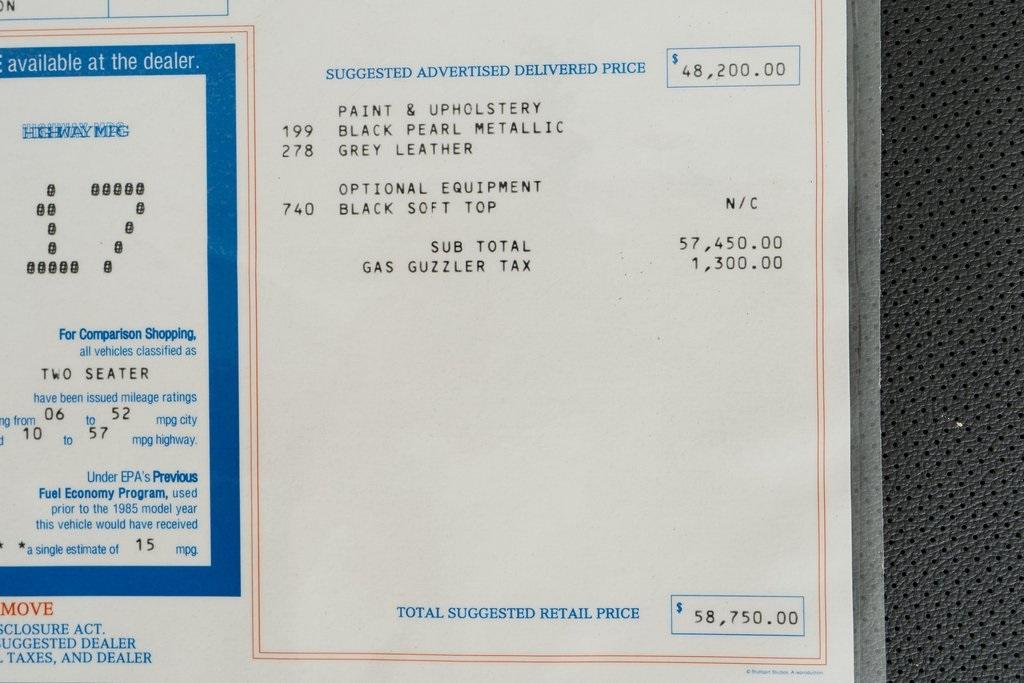 ON
available at the dealer.
HIGHWAY MPG
17
For Comparison Shopping,
all vehicles classified as
TWO SEATER
have been issued mileage ratings
ng from 06 to 52 mpg city
d 10 to 57 mpg highway.
Under EPA's Previous
Fuel Economy Program, used
prior to the 1985 model year
this vehicle would have received
* *a single estimate of 15 mpg.
MOVE
SCLOSURE ACT.
SUGGESTED DEALER
L TAXES, AND DEALER
SUGGESTED ADVERTISED DELIVERED PRICE $ 48,200.00
PAINT & UPHOLSTERY
199 BLACK PEARL METALLIC
278 GREY LEATHER
OPTIONAL EQUIPMENT
740 BLACK SOFT TOP N/C
SUB TOTAL 57,450.00
GAS GUZZLER TAX 1,300.00
TOTAL SUGGESTED RETAIL PRICE $ 58,750.00
© Stuttgart Studios. A reproduction.